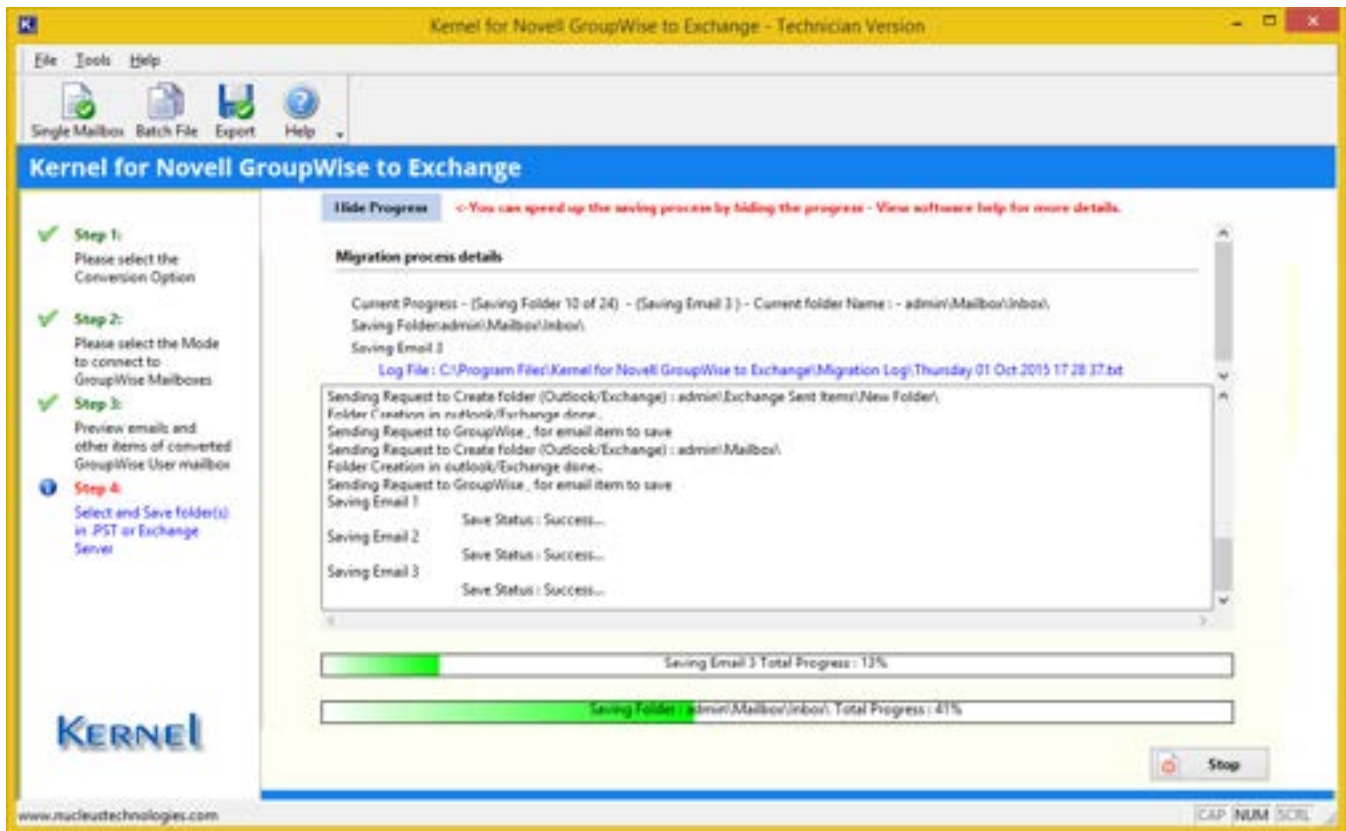 Kernel for Novell GroupWise to Exchange - Technician Version
File Tools Help
Single Mailbox Batch File Export Help
Kernel for Novell GroupWise to Exchange
Hide Progress <-You can speed up the saving process by hiding the progress - View software help for more details.
Step 1:
Please select the
Conversion Option
Step 2:
Please select the Mode
to connect to
GroupWise Mailboxes
Step 3:
Preview emails and
other items of converted
GroupWise User mailbox
Step 4:
Select and Save folder(s)
in .PST or Exchange
Server
Migration process details
Current Progress - (Saving Folder 10 of 24) - (Saving Email 3 ) - Current folder Name : - admin\Mailbox\Inbox\
Saving Folder:admin\Mailbox\Inbox\
Saving Email 3
Log File : C:\Program Files\Kernel for Novell GroupWise to Exchange\Migration Log\Thursday 01 Oct 2015 17 28 37.txt
Sending Request to Create folder (Outlook/Exchange) : admin\Exchange Sent Items\New Folder\
Folder Creation in outlook/Exchange done..
Sending Request to GroupWise , for email item to save
Sending Request to Create folder (Outlook/Exchange) : admin\Mailbox\
Folder Creation in outlook/Exchange done..
Sending Request to GroupWise , for email item to save
Saving Email 1
Save Status : Success...
Saving Email 2
Save Status : Success...
Saving Email 3
Save Status : Success...
Saving Email 3 Total Progress : 13%
Saving Folder : admin\Mailbox\Inbox\ Total Progress : 41%
KERNEL
Stop
www.nucleustechnologies.com
CAP NUM SCRL